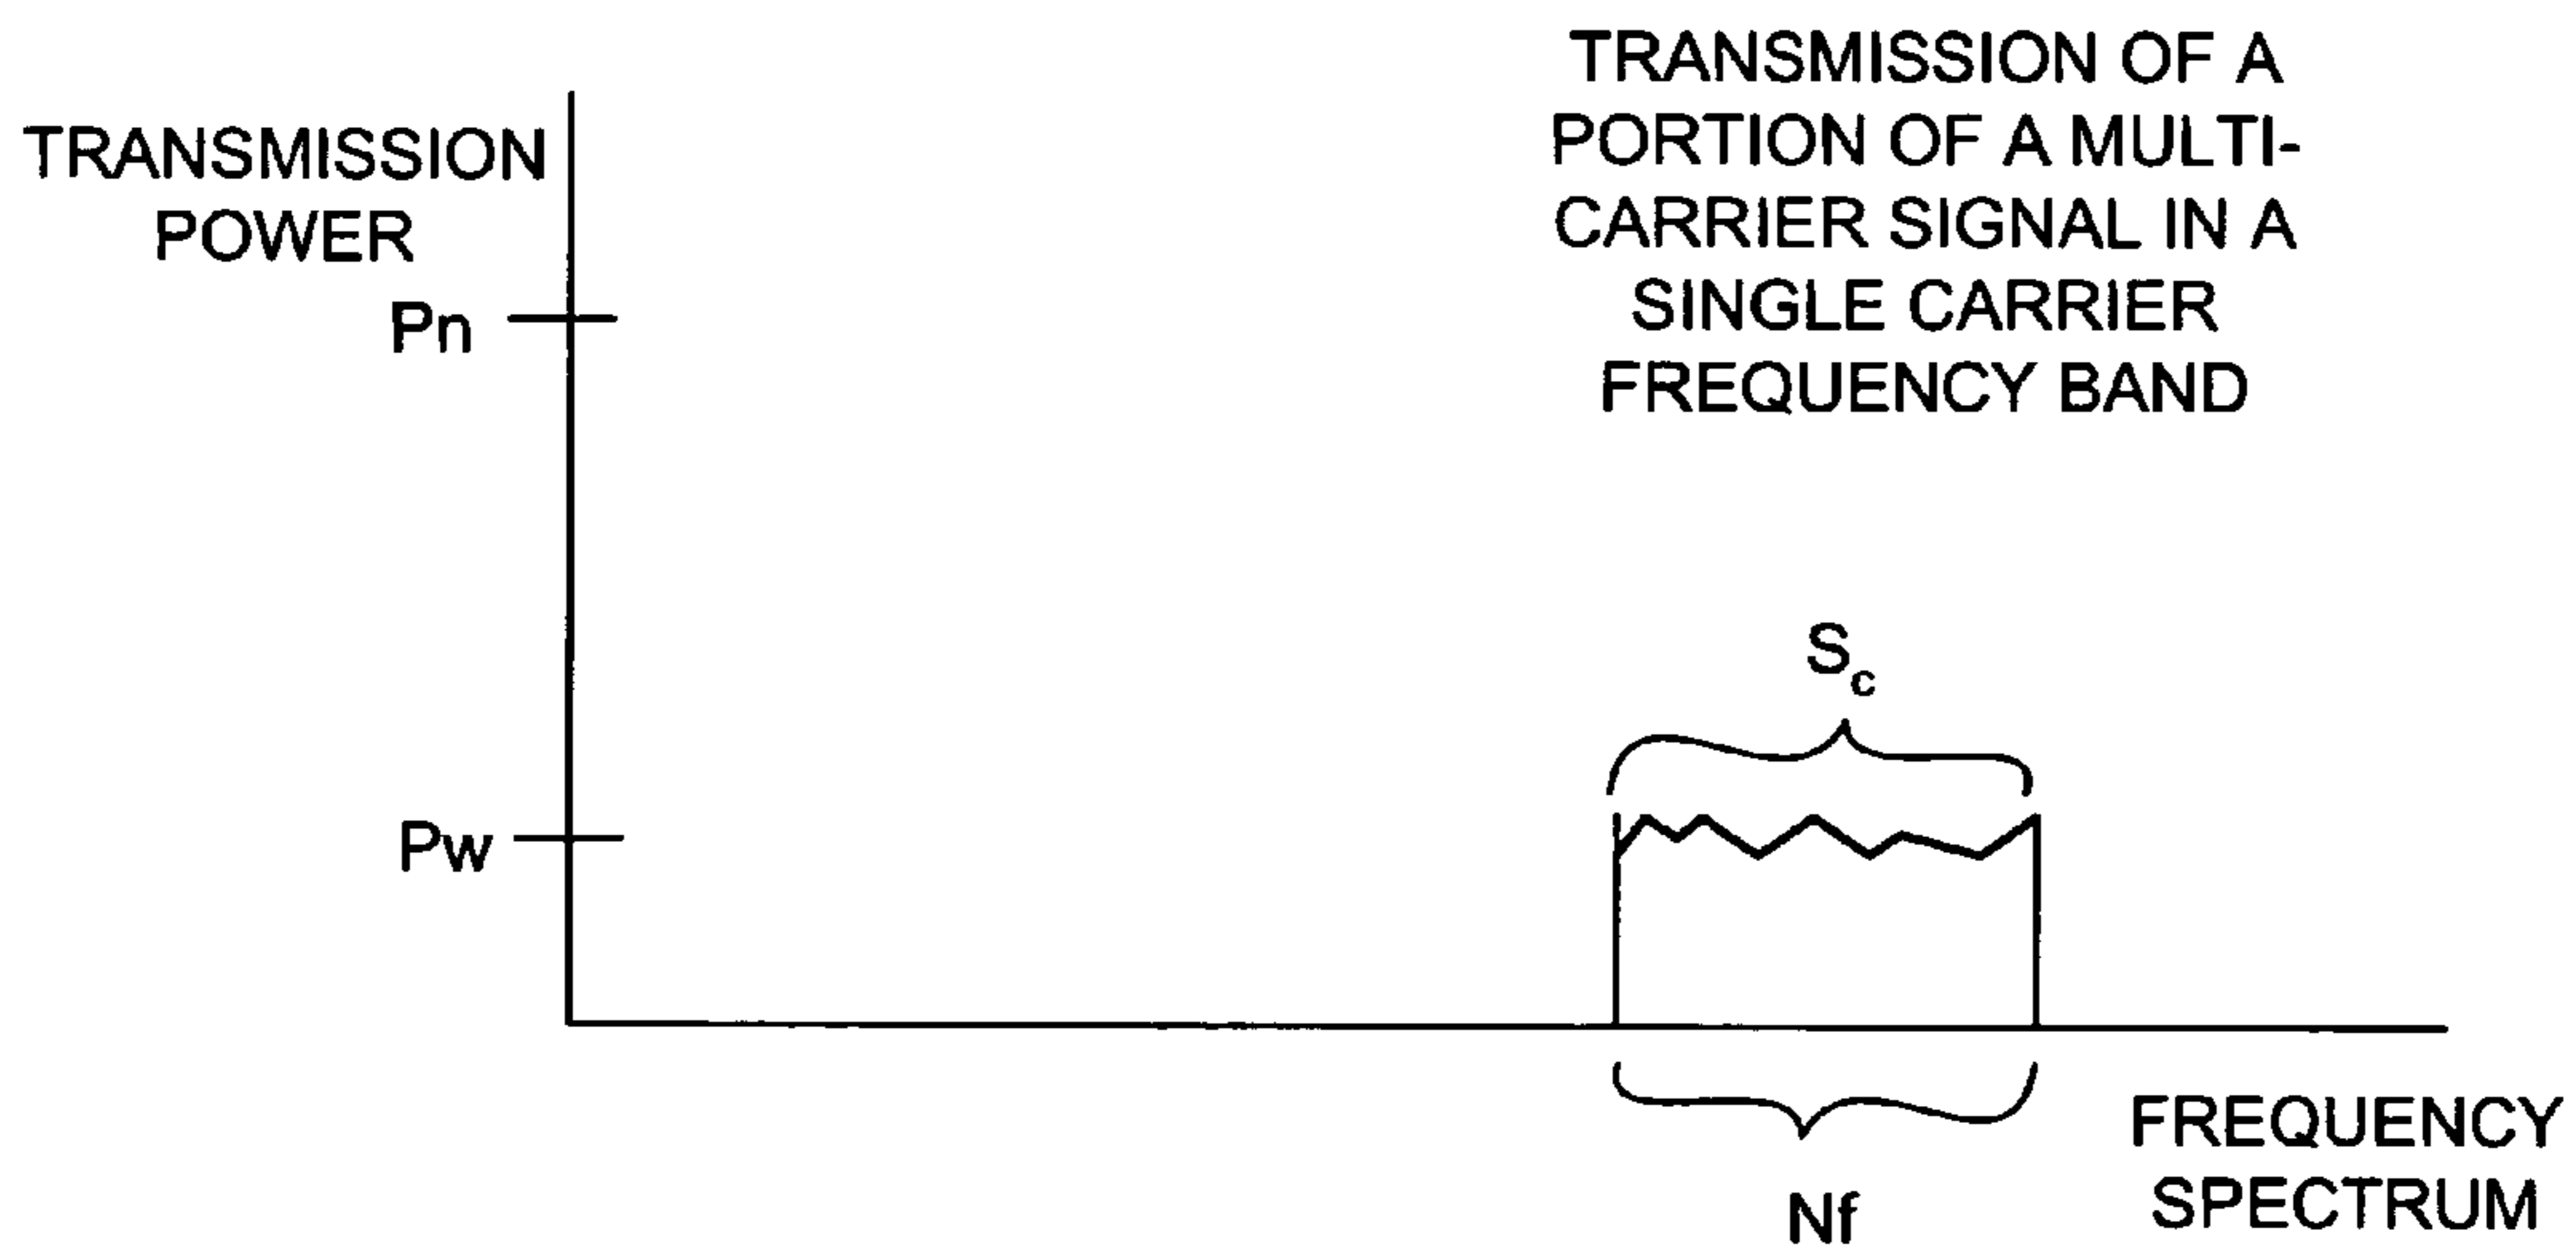 TRANSMISSION OF A
PORTION OF A MULTI-
CARRIER SIGNAL IN A
SINGLE CARRIER
FREQUENCY BAND
TRANSMISSION
POWER
Pn
Sc
Pw
Nf
FREQUENCY
SPECTRUM